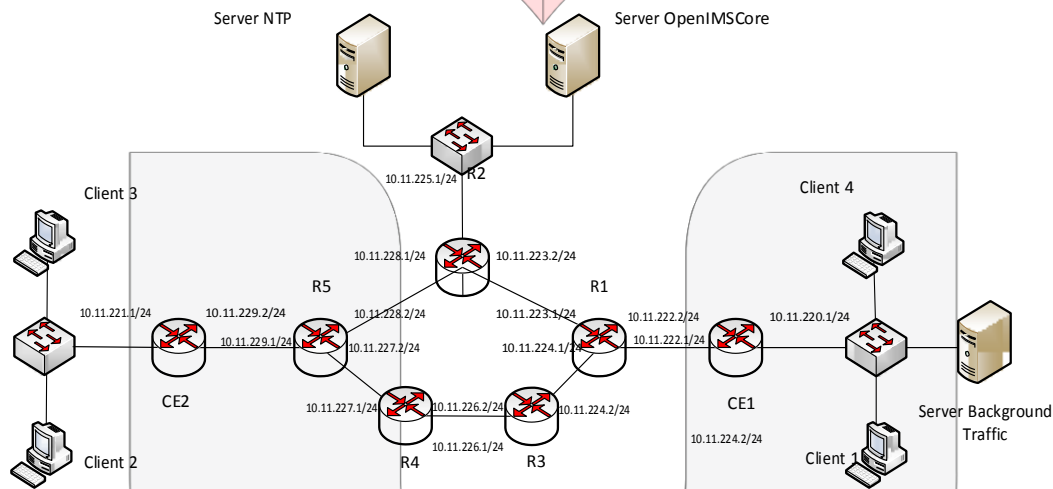 Server NTP
Server OpenIMSCore
10.11.225.1/24
R2
Client 3
Client 4
10.11.228.1/24
10.11.223.2/24
R5
R1
10.11.221.1/24
10.11.229.2/24
10.11.228.2/24
10.11.223.1/24
10.11.222.2/24
10.11.220.1/24
10.11.229.1/24
10.11.227.2/24
10.11.224.1/24
10.11.222.1/24
CE2
10.11.227.1/24
10.11.226.2/24
10.11.224.2/24
CE1
Server Background
Traffic
10.11.226.1/24
10.11.224.2/24
Client 2
R4
R3
Client 1